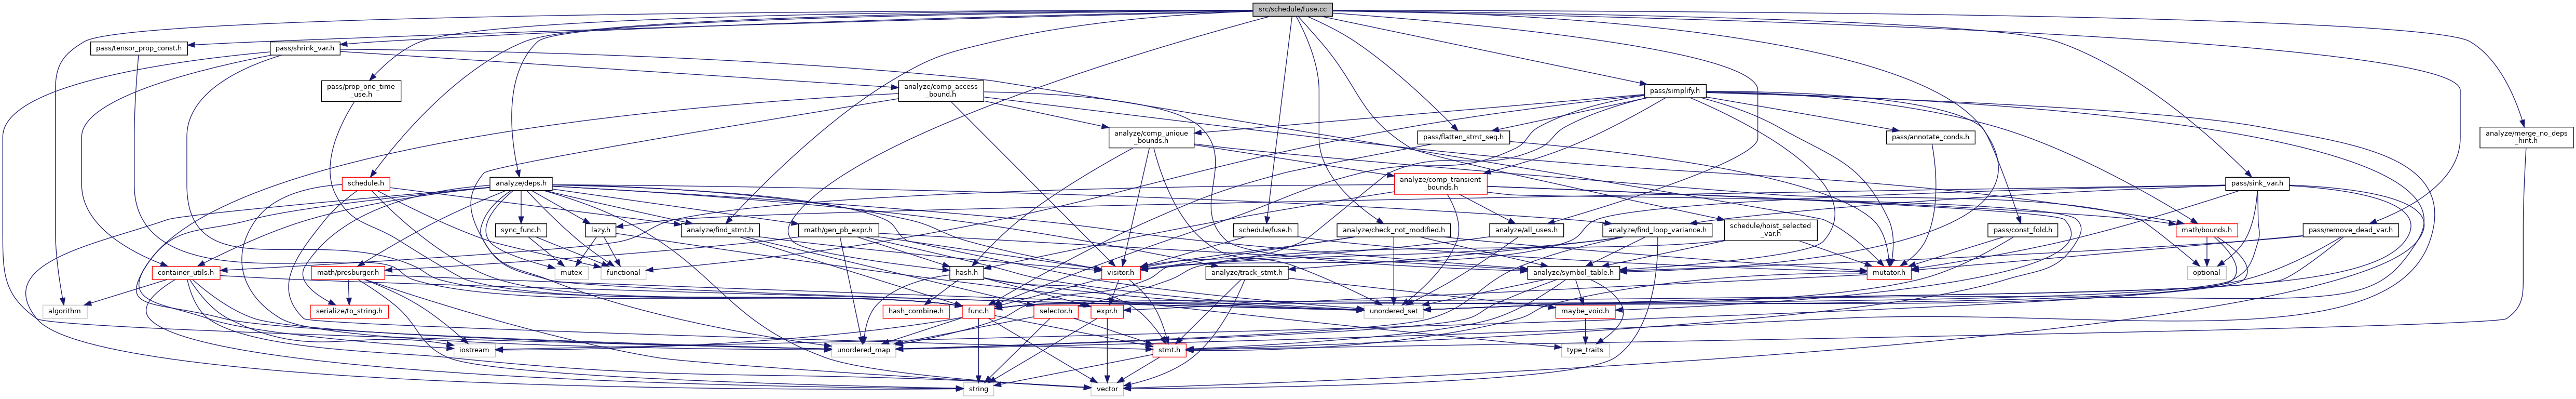 src/schedule/fuse.cc
pass/tensor_prop_const.h
pass/shrink_var.h
pass/prop_one_time
_use.h
analyze/comp_access
_bound.h
pass/simplify.h
analyze/comp_unique
_bounds.h
pass/flatten_stmt_seq.h
pass/annotate_conds.h
analyze/merge_no_deps
_hint.h
schedule.h
analyze/deps.h
analyze/comp_transient
_bounds.h
pass/sink_var.h
sync_func.h
lazy.h
analyze/find_stmt.h
math/gen_pb_expr.h
schedule/fuse.h
analyze/check_not_modified.h
analyze/all_uses.h
analyze/find_loop_variance.h
schedule/hoist_selected
_var.h
pass/const_fold.h
math/bounds.h
pass/remove_dead_var.h
container_utils.h
math/presburger.h
mutex
functional
hash.h
visitor.h
analyze/track_stmt.h
analyze/symbol_table.h
mutator.h
optional
algorithm
serialize/to_string.h
hash_combine.h
func.h
selector.h
expr.h
unordered_set
maybe_void.h
iostream
unordered_map
stmt.h
type_traits
string
vector